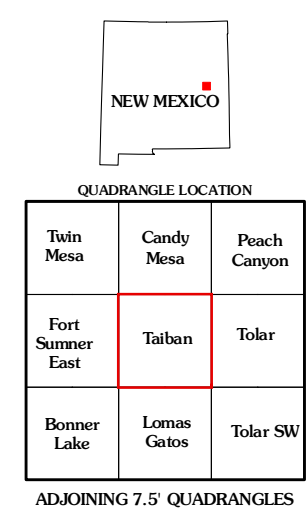 NEW MEXICO
QUADRANGLE LOCATION
Twin
Mesa
Candy
Mesa
Peach
Canyon
Fort
Sumner
East
Taiban
Tolar
Bonner
Lake
Lomas
Gatos
Tolar SW
ADJOINING 7.5' QUADRANGLES